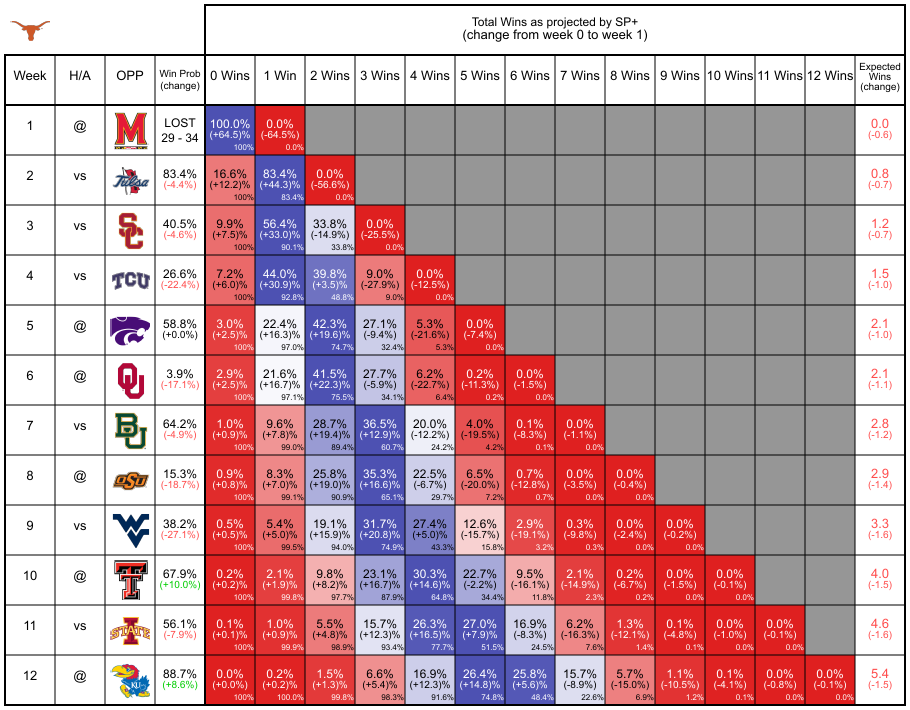 Total Wins as projected by SP+
(change from week 0 to week 1)
Week H/A OPP Win Prob (change) 0 Wins 1 Win 2 Wins 3 Wins 4 Wins 5 Wins 6 Wins 7 Wins 8 Wins 9 Wins 10 Wins 11 Wins 12 Wins Expected Wins (change)
1 @ M LOST 100.0% 0.0% 0.0
29 - 34 (+64.5)% (-64.5%) (-0.6)
100% 0.0%
2 vs Tulsa 83.4% 16.6% 83.4% 0.0% 0.8
(-4.4%) (+12.2)% (+44.3)% (-56.6%) (-0.7)
100% 83.4% 0.0%
3 vs SC 40.5% 9.9% 56.4% 33.8% 0.0% 1.2
(-4.6%) (+7.5)% (+33.0)% (-14.9%) (-25.5%) (-0.7)
100% 90.1% 33.8% 0.0%
4 vs TCU 26.6% 7.2% 44.0% 39.8% 9.0% 0.0% 1.5
(-22.4%) (+6.0)% (+30.9)% (+3.5)% (-27.9%) (-12.5%) (-1.0)
100% 92.8% 48.8% 9.0% 0.0%
5 @ 58.8% 3.0% 22.4% 42.3% 27.1% 5.3% 0.0% 2.1
(+0.0%) (+2.5)% (+16.3)% (+19.6)% (-9.4%) (-21.6%) (-7.4%) (-1.0)
100% 97.0% 74.7% 32.4% 5.3% 0.0%
6 @ OU 3.9% 2.9% 21.6% 41.5% 27.7% 6.2% 0.2% 0.0% 2.1
(-17.1%) (+2.5)% (+16.7)% (+22.3)% (-5.9%) (-22.7%) (-11.3%) (-1.5%) (-1.1)
100% 97.1% 75.5% 34.1% 6.4% 0.2% 0.0%
7 vs BU 64.2% 1.0% 9.6% 28.7% 36.5% 20.0% 4.0% 0.1% 0.0% 2.8
(-4.9%) (+0.9)% (+7.8)% (+19.4)% (+12.9)% (-12.2%) (-19.5%) (-8.3%) (-1.1%) (-1.2)
100% 99.0% 89.4% 60.7% 24.2% 4.2% 0.1% 0.0%
8 @ OSU 15.3% 0.9% 8.3% 25.8% 35.3% 22.5% 6.5% 0.7% 0.0% 0.0% 2.9
(-18.7%) (+0.8)% (+7.0)% (+19.0)% (+16.6)% (-6.7%) (-20.0%) (-12.8%) (-3.5%) (-0.4%) (-1.4)
100% 99.1% 90.9% 65.1% 29.7% 7.2% 0.7% 0.0% 0.0%
9 vs WV 38.2% 0.5% 5.4% 19.1% 31.7% 27.4% 12.6% 2.9% 0.3% 0.0% 0.0% 3.3
(-27.1%) (+0.5)% (+5.0)% (+15.9)% (+20.8)% (+5.0)% (-15.7%) (-19.1%) (-9.8%) (-2.4%) (-0.2%) (-1.6)
100% 99.5% 94.0% 74.9% 43.3% 15.8% 3.2% 0.3% 0.0% 0.0%
10 @ T 67.9% 0.2% 2.1% 9.8% 23.1% 30.3% 22.7% 9.5% 2.1% 0.2% 0.0% 0.0% 4.0
(+10.0%) (+0.2)% (+1.9)% (+8.2)% (+16.7)% (+14.6)% (-2.2%) (-16.1%) (-14.9%) (-6.7%) (-1.5%) (-0.1%) (-1.5)
100% 99.8% 97.7% 87.9% 64.8% 34.4% 11.8% 2.3% 0.2% 0.0% 0.0%
11 vs I STATE 56.1% 0.1% 1.0% 5.5% 15.7% 26.3% 27.0% 16.9% 6.2% 1.3% 0.1% 0.0% 0.0% 4.6
(-7.9%) (+0.1)% (+0.9)% (+4.8)% (+12.3)% (+16.5)% (+7.9)% (-8.3%) (-16.3%) (-12.1%) (-4.8%) (-1.0%) (-0.1%) (-1.6)
100% 99.9% 98.9% 93.4% 77.7% 51.5% 24.5% 7.6% 1.4% 0.1% 0.0% 0.0%
12 @ KU 88.7% 0.0% 0.2% 1.5% 6.6% 16.9% 26.4% 25.8% 15.7% 5.7% 1.1% 0.1% 0.0% 0.0% 5.4
(+8.6%) (+0.0)% (+0.2)% (+1.3)% (+5.4)% (+12.3)% (+14.8)% (+5.6)% (-8.9%) (-15.0%) (-10.5%) (-4.1%) (-0.8%) (-0.1%) (-1.5)
100% 100.0% 99.8% 98.3% 91.6% 74.8% 48.4% 22.6% 6.9% 1.2% 0.1% 0.0% 0.0%